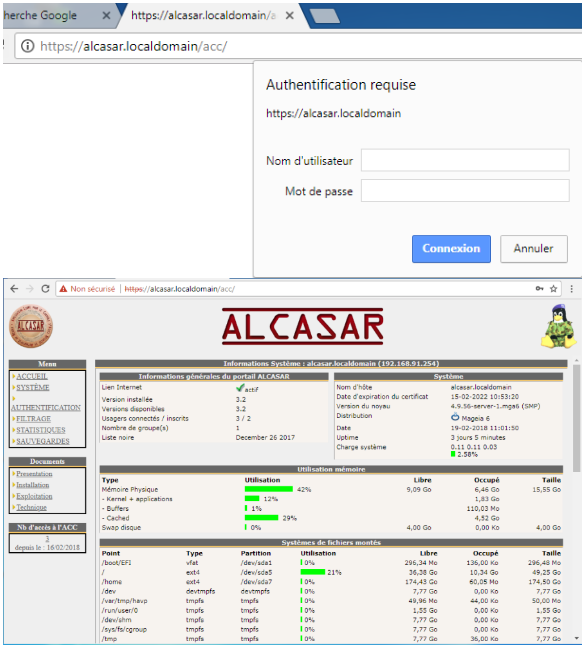 herche Google
https://alcasar.localdomain/a
https://alcasar.localdomain/acc/
Authentification requise
https://alcasar.localdomain
Nom d'utilisateur
Mot de passe
Connexion Annuler
Non sécurisé | https://alcasar.localdomain/acc/
ALCASAR
ALCASAR
Menu
ACCUEIL
SYSTÈME
AUTHENTIFICATION
FILTRAGE
STATISTIQUES
SAUVEGARDES
Documents
Presentation
Installation
Exploitation
Technique
Nb d'accès à l'ACC
3
depuis le : 16/02/2018
Informations Système : alcasar.localdomain (192.168.91.254)
Informations générales du portail ALCASAR
Lien Internet actif
Version installée 3.2
Versions disponibles 3.2
Usagers connectés / inscrits 3 / 2
Nombre de groupe(s) 1
Liste noire December 26 2017
Système
Nom d'hôte alcasar.localdomain
Date d'expiration du certificat 15-02-2022 10:53:20
Version du noyau 4.9.56-server-1.mga6 (SMP)
Distribution Mageia 6
Date 19-02-2018 11:01:50
Uptime 3 jours 5 minutes
Charge système 0.11 0.11 0.03
2.58%
Utilisation mémoire
Type Utilisation Libre Occupé Taille
Mémoire Physique 42% 9,09 Go 6,46 Go 15,55 Go
- Kernel + applications 12% 1,83 Go
- Buffers 1% 110,03 Mo
- Cached 29% 4,52 Go
Swap disque 0% 4,00 Go 0,00 Ko 4,00 Go
Systèmes de fichiers montés
Point Type Partition Utilisation Libre Occupé Taille
/boot/EFI vfat /dev/sda1 0% 296,34 Mo 136,00 Ko 296,48 Mo
/ ext4 /dev/sda5 21% 36,38 Go 10,34 Go 49,25 Go
/home ext4 /dev/sda7 0% 174,43 Go 60,05 Mo 174,50 Go
/dev devtmpfs devtmpfs 0% 7,77 Go 0,00 Ko 7,77 Go
/var/tmp/havp tmpfs tmpfs 0% 49,96 Mo 44,00 Ko 50,00 Mo
/run/user/0 tmpfs tmpfs 0% 1,55 Go 0,00 Ko 1,55 Go
/dev/shm tmpfs tmpfs 0% 7,77 Go 0,00 Ko 7,77 Go
/sys/fs/cgroup tmpfs tmpfs 0% 7,77 Go 0,00 Ko 7,77 Go
/tmp tmpfs tmpfs 0% 7,77 Go 36,00 Ko 7,77 Go